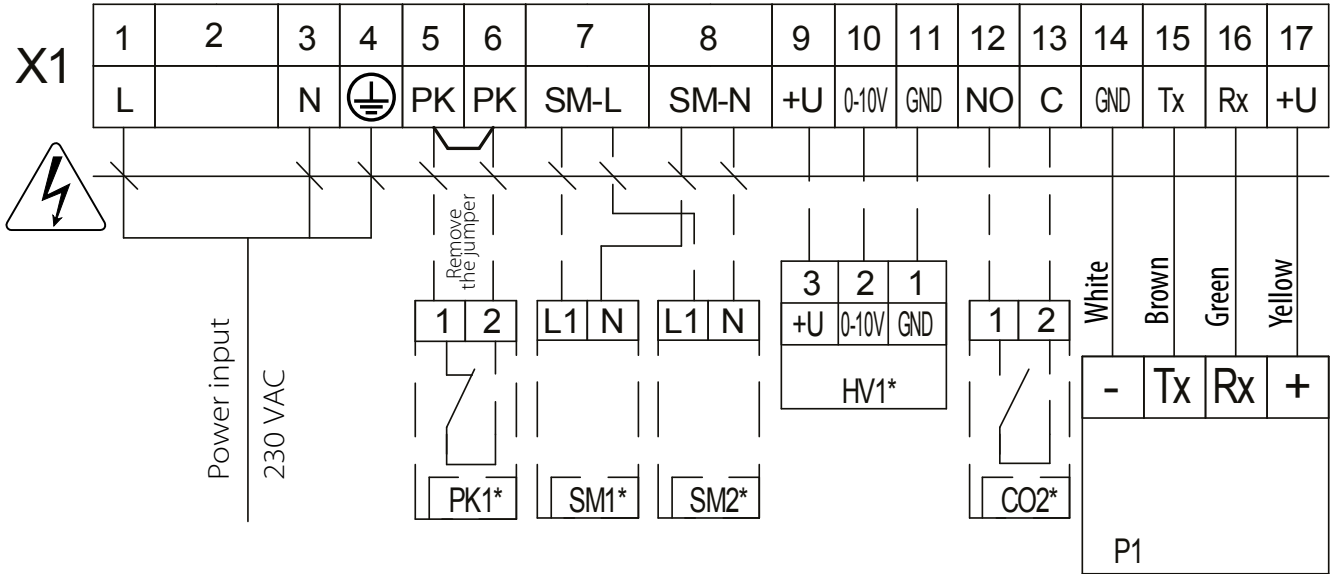 X1
1 2 3 4 5 6 7 8 9 10 11 12 13 14 15 16 17
L N PK PK SM-L SM-N +U 0-10V GND NO C GND Tx Rx +U
Remove
the jumper
Power input
230 VAC
White
Brown
Green
Yellow
1 2
PK1*
L1 N
SM1*
L1 N
SM2*
3 2 1
+U 0-10V GND
HV1*
1 2
CO2*
- Tx Rx +
P1